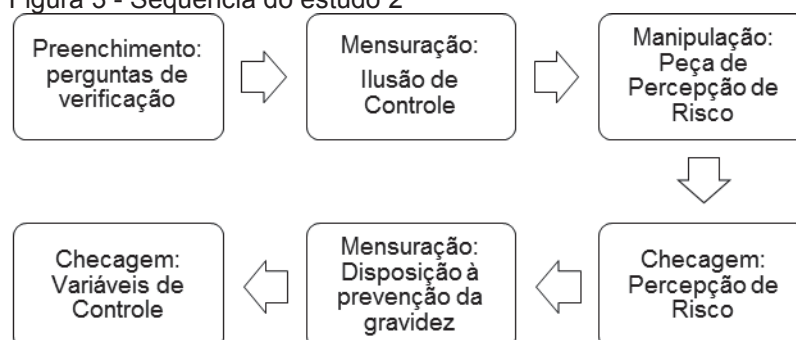 Figura 3 - Sequência do estudo 2
Preenchimento:
perguntas de
verificação
Mensuração:
Ilusão de
Controle
Manipulação:
Peça de
Percepção de
Risco
Checagem:
Percepção de
Risco
Mensuração:
Disposição à
prevenção da
gravidez
Checagem:
Variáveis de
Controle